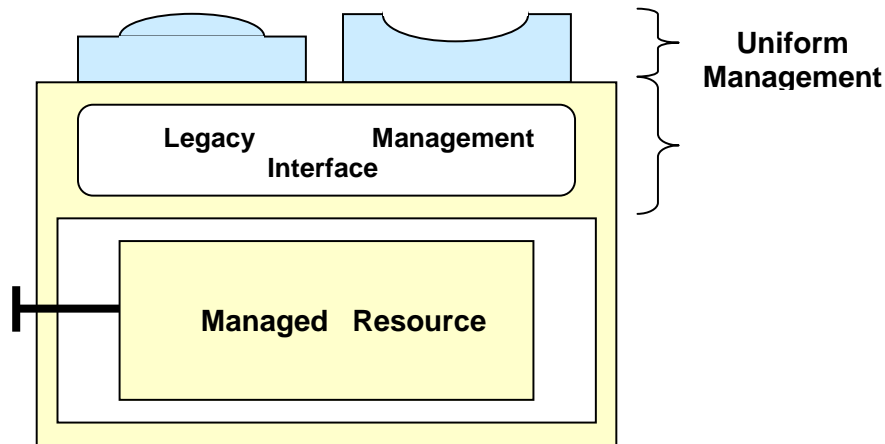 Uniform
Management
Legacy Management
Interface
Managed Resource